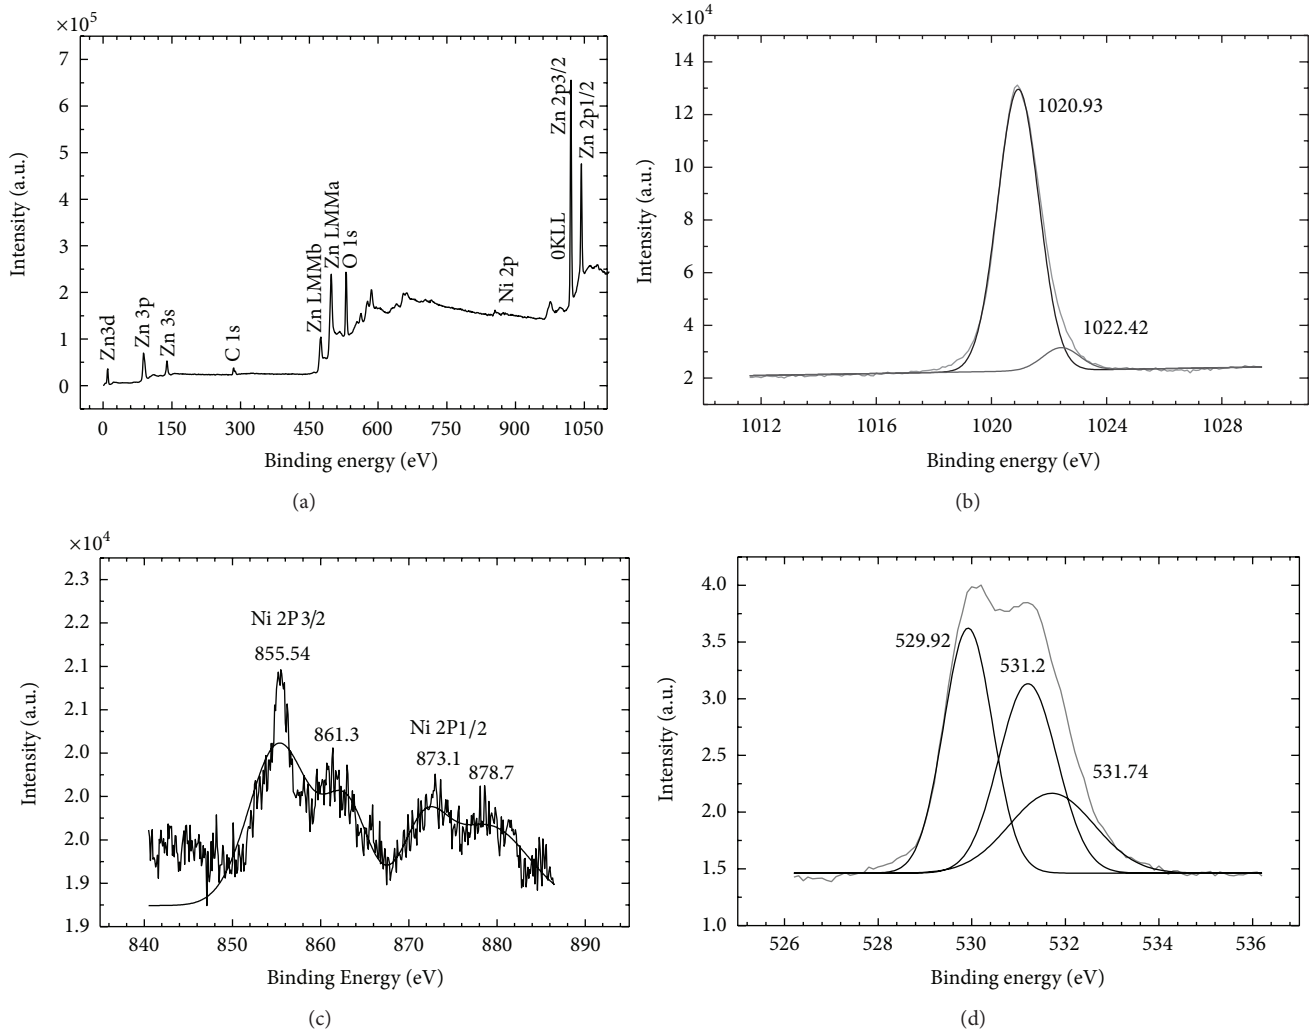 ×10⁵
7
6
5
4
3
2
1
0
Intensity (a.u.)
Zn3d
Zn 3p
Zn 3s
C 1s
Zn LMMb
Zn LMMa
O 1s
Ni 2p
0KLL
Zn 2p3/2
Zn 2p1/2
0 150 300 450 600 750 900 1050
Binding energy (eV)
(a)
×10⁴
14
12
10
8
6
4
2
Intensity (a.u.)
1020.93
1022.42
1012 1016 1020 1024 1028
Binding energy (eV)
(b)
×10⁴
2.3
2.2
2.1
2.1
2.0
2.0
2.0
1.9
1.9
Intensity (a.u.)
Ni 2P3/2
855.54
861.3
Ni 2P1/2
873.1
878.7
840 850 860 870 880 890
Binding Energy (eV)
(c)
4.0
3.5
3.0
2.5
2.0
1.5
1.0
Intensity (a.u.)
529.92
531.2
531.74
526 528 530 532 534 536
Binding energy (eV)
(d)